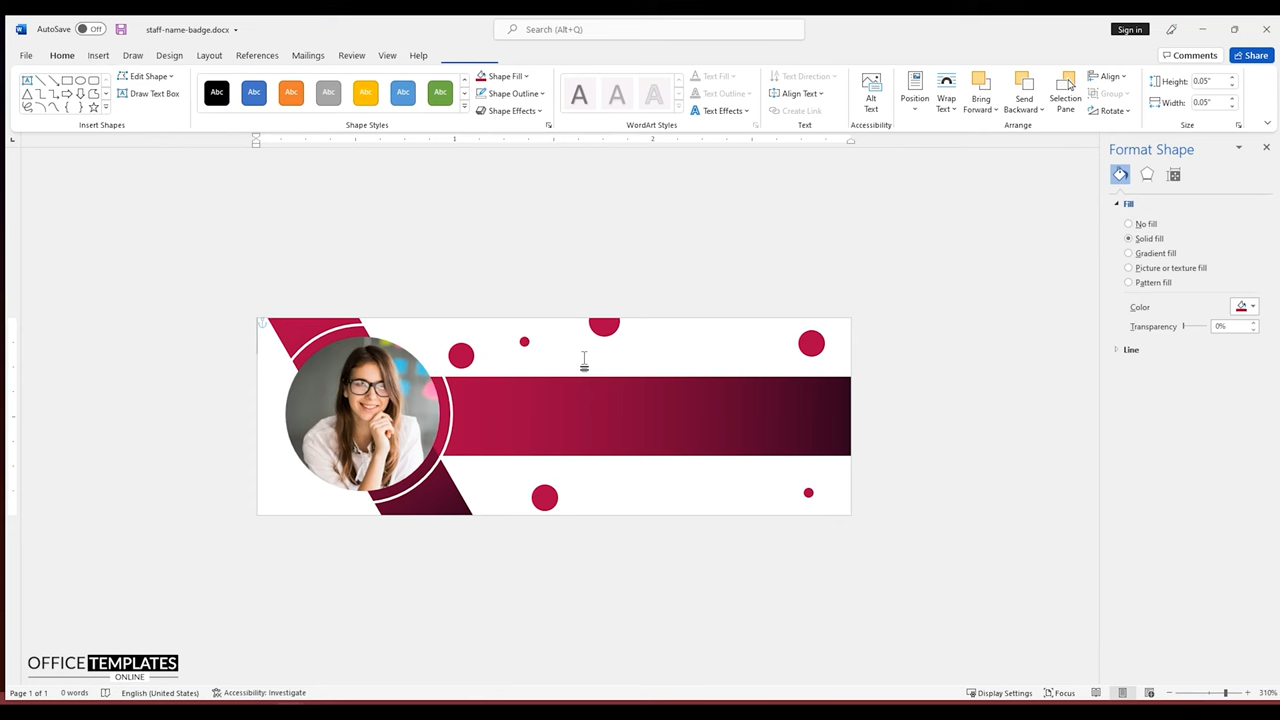 AutoSave Off staff-name-badge.docx Search (Alt+Q) Sign in
File Home Insert Draw Design Layout References Mailings Review View Help Comments Share
Edit Shape
Draw Text Box
Insert Shapes
Abc Abc Abc Abc Abc Abc Abc
Shape Fill
Shape Outline
Shape Effects
Shape Styles
A A A
Text Fill
Text Outline
Text Effects
WordArt Styles
Text Direction
Align Text
Create Link
Text
Alt
Text
Accessibility
Position
Wrap
Text
Bring
Forward
Send
Backward
Selection
Pane
Align
Group
Rotate
Arrange
Height: 0.05"
Width: 0.05"
Size
1 2
Format Shape
Fill
No fill
Solid fill
Gradient fill
Picture or texture fill
Pattern fill
Color
Transparency 0%
Line
OFFICE TEMPLATES
ONLINE
Page 1 of 1 0 words English (United States) Accessibility: Investigate Display Settings Focus 310%